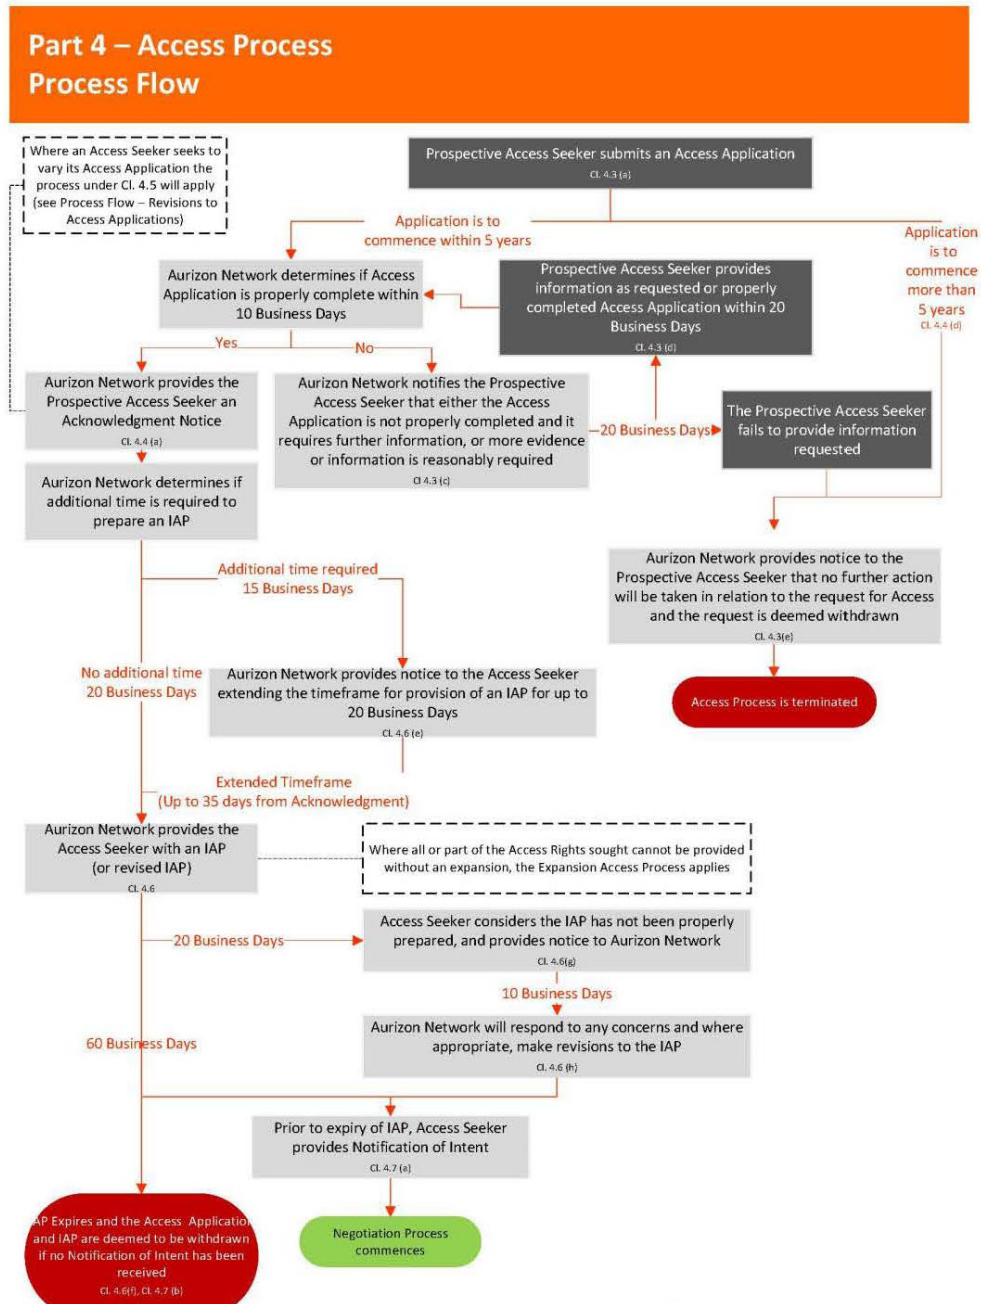 Part 4 – Access Process
Process Flow
Where an Access Seeker seeks to
vary its Access Application the
process under Cl. 4.5 will apply
(see Process Flow – Revisions to
Access Applications)
Prospective Access Seeker submits an Access Application
Cl. 4.3 (a)
Application is to
commence within 5 years
Application
is to
commence
more than
5 years
Cl. 4.4 (d)
Aurizon Network determines if Access
Application is properly complete within
10 Business Days
Prospective Access Seeker provides
information as requested or properly
completed Access Application within 20
Business Days
Cl. 4.3 (d)
Yes
No
Aurizon Network provides the
Prospective Access Seeker an
Acknowledgment Notice
Cl. 4.4 (a)
Aurizon Network notifies the Prospective
Access Seeker that either the Access
Application is not properly completed and it
requires further information, or more evidence
or information is reasonably required
Cl 4.3 (c)
20 Business Days
The Prospective Access Seeker
fails to provide information
requested
Aurizon Network determines if
additional time is required to
prepare an IAP
Additional time required
15 Business Days
Aurizon Network provides notice to the
Prospective Access Seeker that no further action
will be taken in relation to the request for Access
and the request is deemed withdrawn
Cl. 4.3(e)
No additional time
20 Business Days
Aurizon Network provides notice to the Access Seeker
extending the timeframe for provision of an IAP for up to
20 Business Days
Cl. 4.6 (e)
Access Process is terminated
Extended Timeframe
(Up to 35 days from Acknowledgment)
Aurizon Network provides the
Access Seeker with an IAP
(or revised IAP)
Cl. 4.6
Where all or part of the Access Rights sought cannot be provided
without an expansion, the Expansion Access Process applies
20 Business Days
Access Seeker considers the IAP has not been properly
prepared, and provides notice to Aurizon Network
Cl. 4.6(g)
10 Business Days
Aurizon Network will respond to any concerns and where
appropriate, make revisions to the IAP
Cl. 4.6 (h)
60 Business Days
Prior to expiry of IAP, Access Seeker
provides Notification of Intent
Cl. 4.7 (a)
AP Expires and the Access Application
and IAP are deemed to be withdrawn
if no Notification of Intent has been
received
Cl. 4.6(f), Cl. 4.7 (b)
Negotiation Process
commences